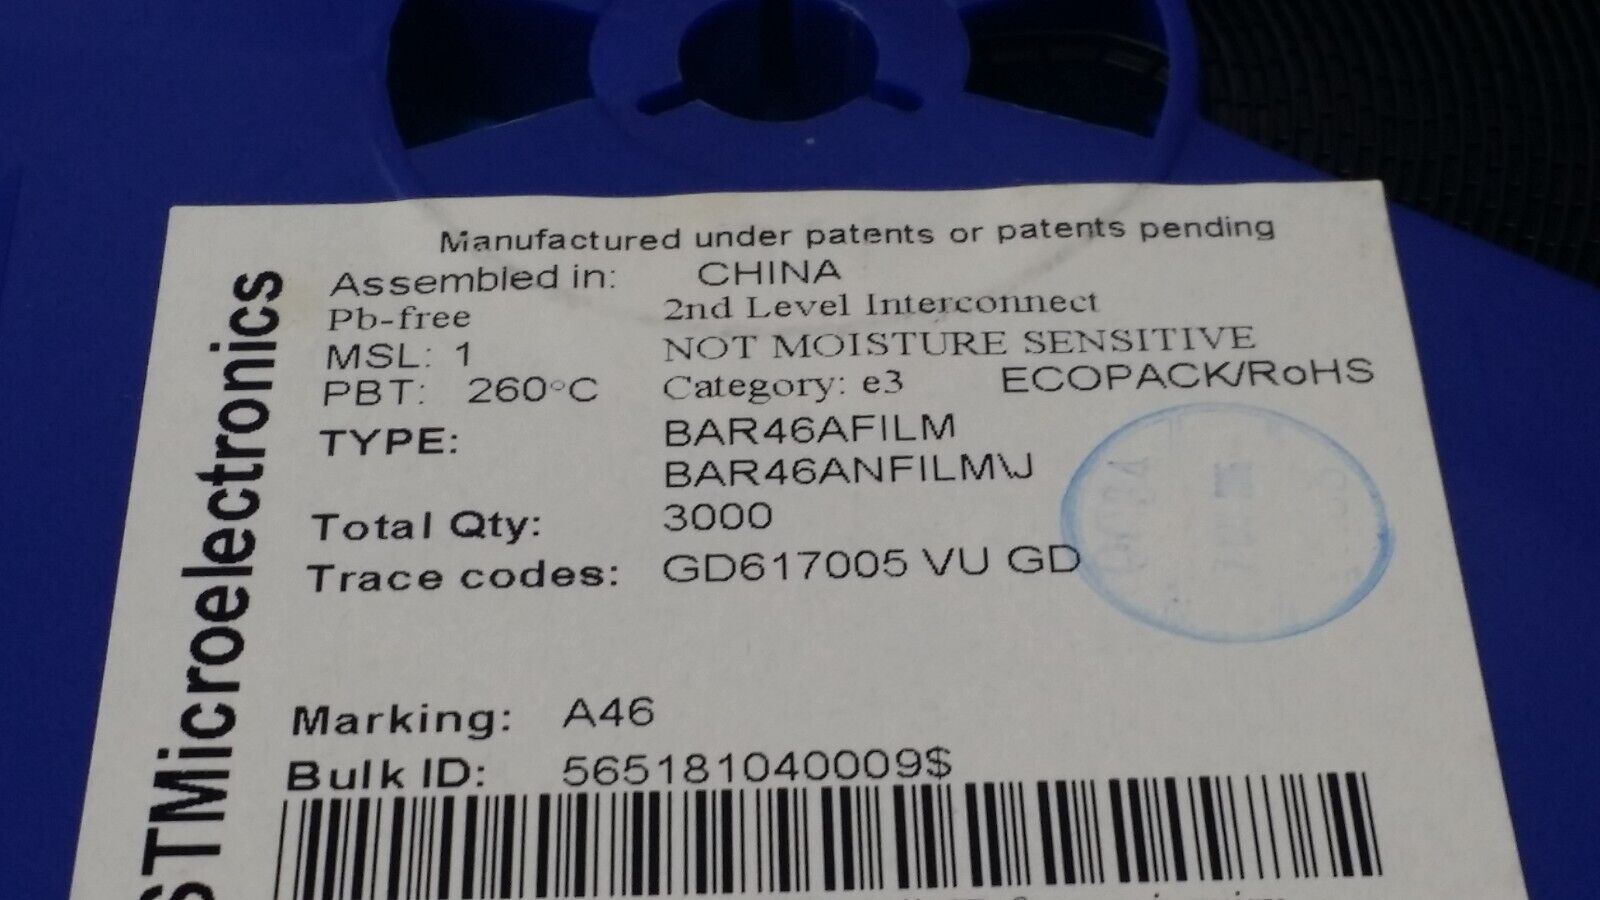 Manufactured under patents or patents pending
Assembled in: CHINA
Pb-free 2nd Level Interconnect
MSL: 1 NOT MOISTURE SENSITIVE
PBT: 260°C Category: e3 ECOPACK/RoHS
TYPE: BAR46AFILM
BAR46ANFILM\J
Total Qty: 3000
Trace codes: GD617005 VU GD
Marking: A46
Bulk ID: 565181040009$
STMicroelectronics